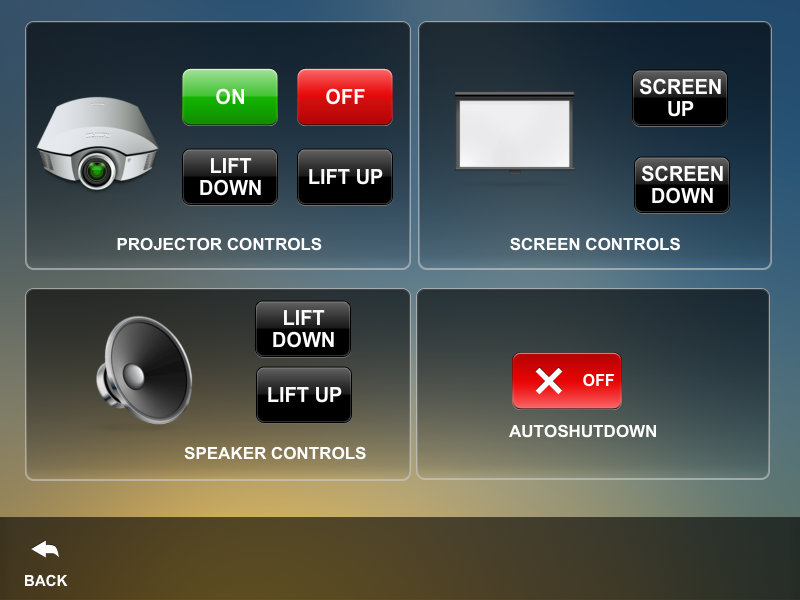 ON
OFF
LIFT
DOWN
LIFT UP
PROJECTOR CONTROLS
SCREEN
UP
SCREEN
DOWN
SCREEN CONTROLS
LIFT
DOWN
LIFT UP
SPEAKER CONTROLS
OFF
AUTOSHUTDOWN
BACK